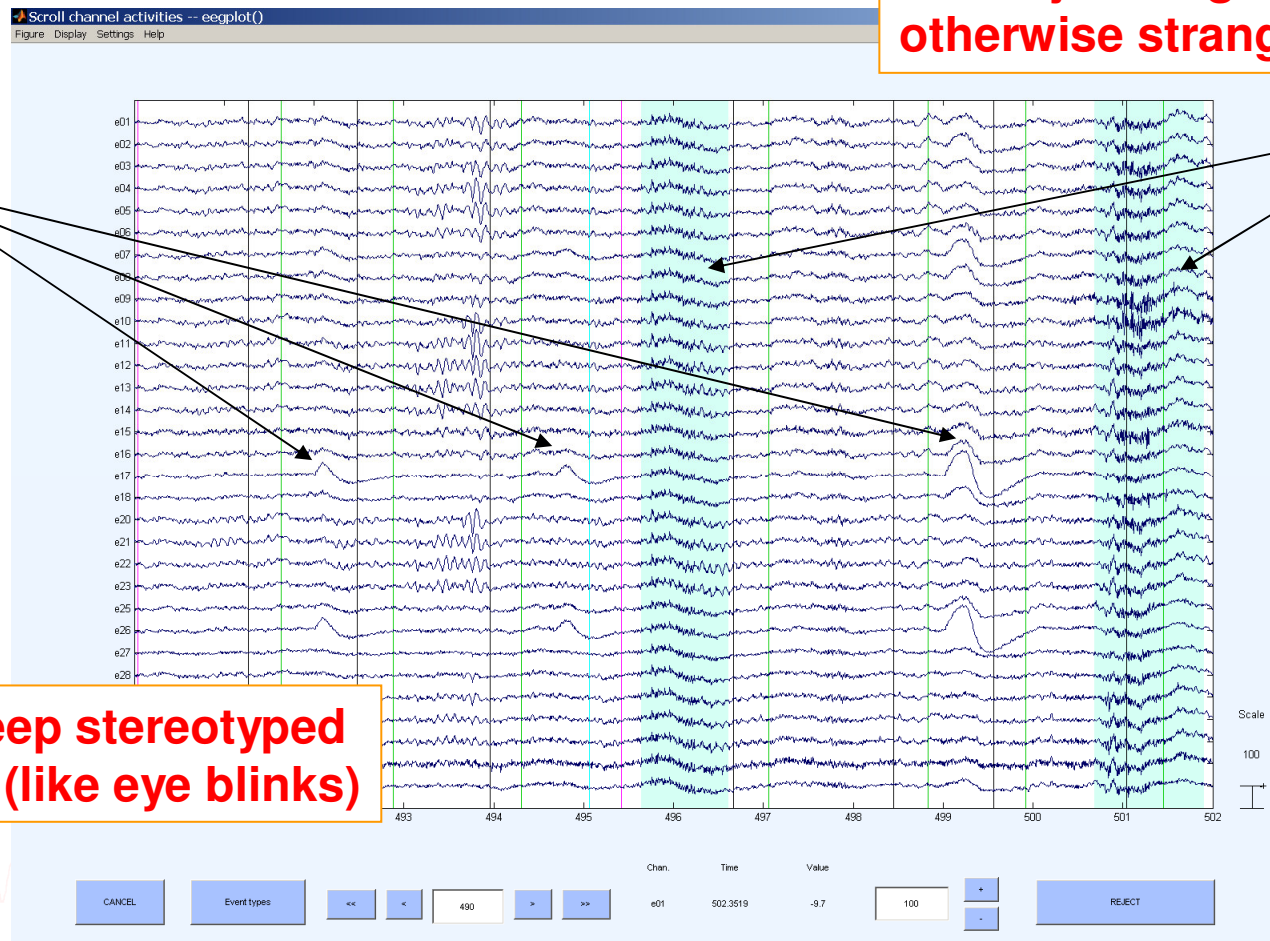 Scroll channel activities -- eegplot()
Figure Display Settings Help
otherwise strang
e01
e02
e03
e04
e05
e06
e07
e08
e09
e10
e11
e12
e13
e14
e15
e16
e17
e18
e20
e21
e22
e23
e25
e26
e27
e28
eep stereotyped
(like eye blinks)
493 494 495 496 497 498 499 500 501 502
Scale
100
+
Chan. Time Value
CANCEL Event types << < 490 > >> e01 502.3519 -9.7 100 + - REJECT